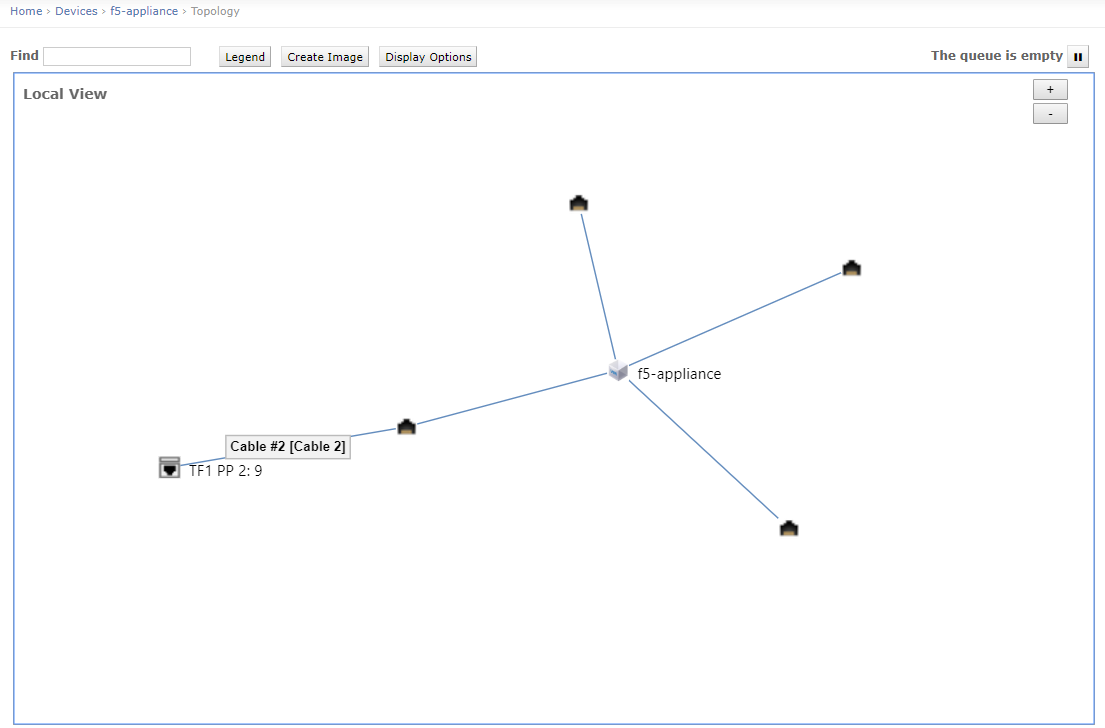 Home › Devices › f5-appliance › Topology
Find Legend Create Image Display Options The queue is empty
Local View
+
-
f5-appliance
Cable #2 [Cable 2]
TF1 PP 2: 9